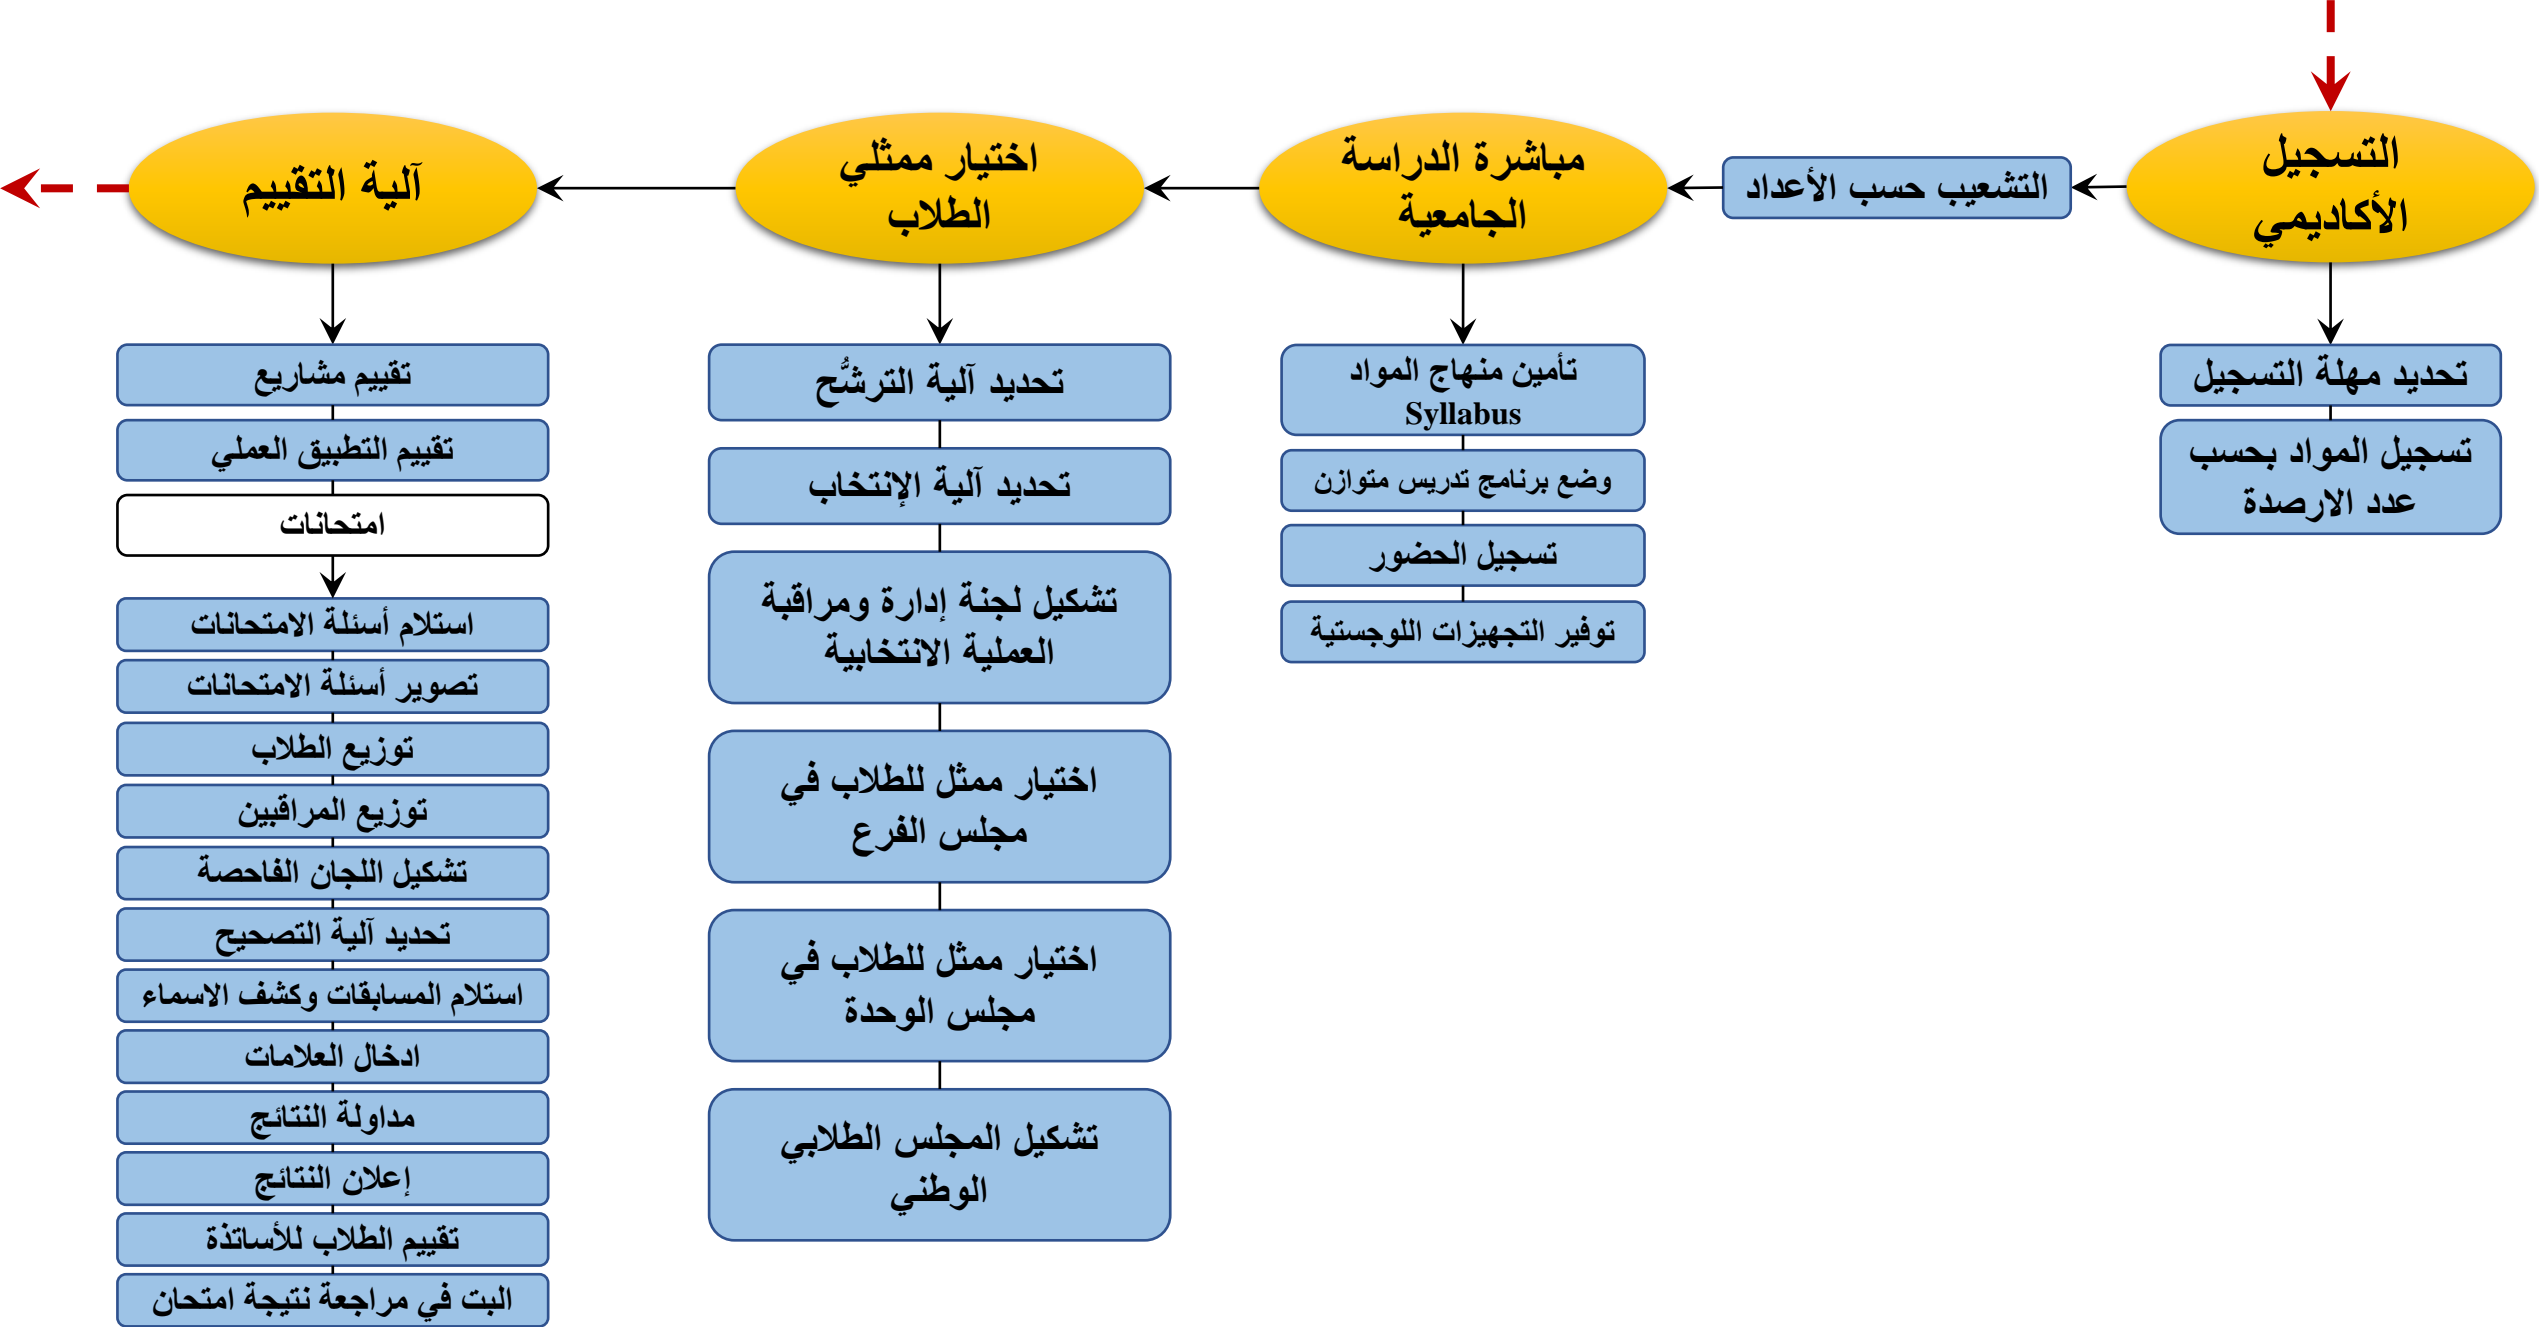 التسجيل
الأكاديمي
التشعيب حسب الأعداد
مباشرة الدراسة
الجامعية
اختيار ممثلي
الطلاب
آلية التقييم
تحديد مهلة التسجيل
تسجيل المواد بحسب
عدد الارصدة
تأمين منهاج المواد
Syllabus
وضع برنامج تدريس متوازن
تسجيل الحضور
توفير التجهيزات اللوجستية
تحديد آلية الترشُّح
تحديد آلية الإنتخاب
تشكيل لجنة إدارة ومراقبة
العملية الانتخابية
اختيار ممثل للطلاب في
مجلس الفرع
اختيار ممثل للطلاب في
مجلس الوحدة
تشكيل المجلس الطلابي
الوطني
تقييم مشاريع
تقييم التطبيق العملي
امتحانات
استلام أسئلة الامتحانات
تصوير أسئلة الامتحانات
توزيع الطلاب
توزيع المراقبين
تشكيل اللجان الفاحصة
تحديد آلية التصحيح
استلام المسابقات وكشف الاسماء
ادخال العلامات
مداولة النتائج
إعلان النتائج
تقييم الطلاب للأساتذة
البت في مراجعة نتيجة امتحان